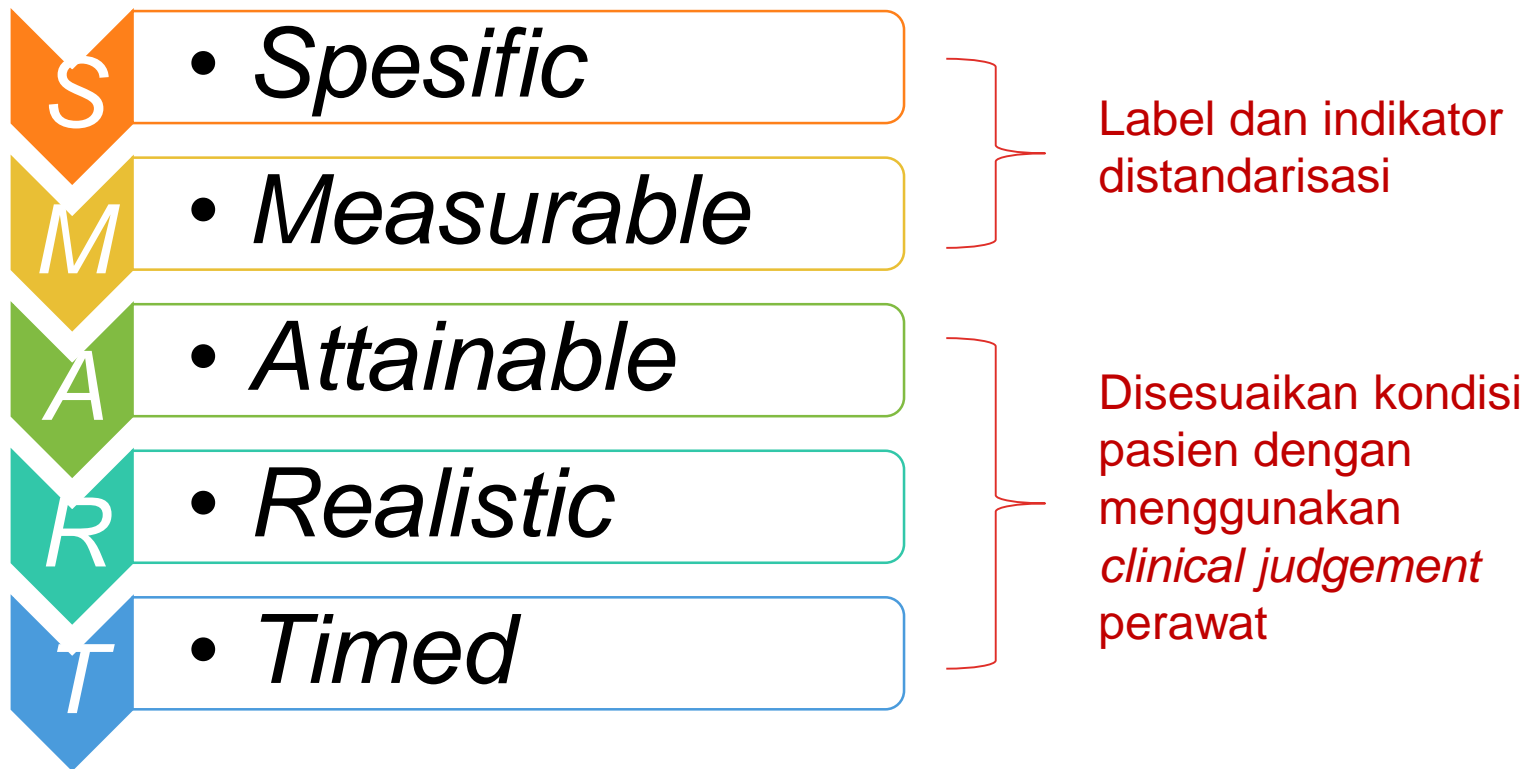 S
• Spesific
M
• Measurable
Label dan indikator
distandarisasi
A
• Attainable
R
• Realistic
T
• Timed
Disesuaikan kondisi
pasien dengan
menggunakan
clinical judgement
perawat